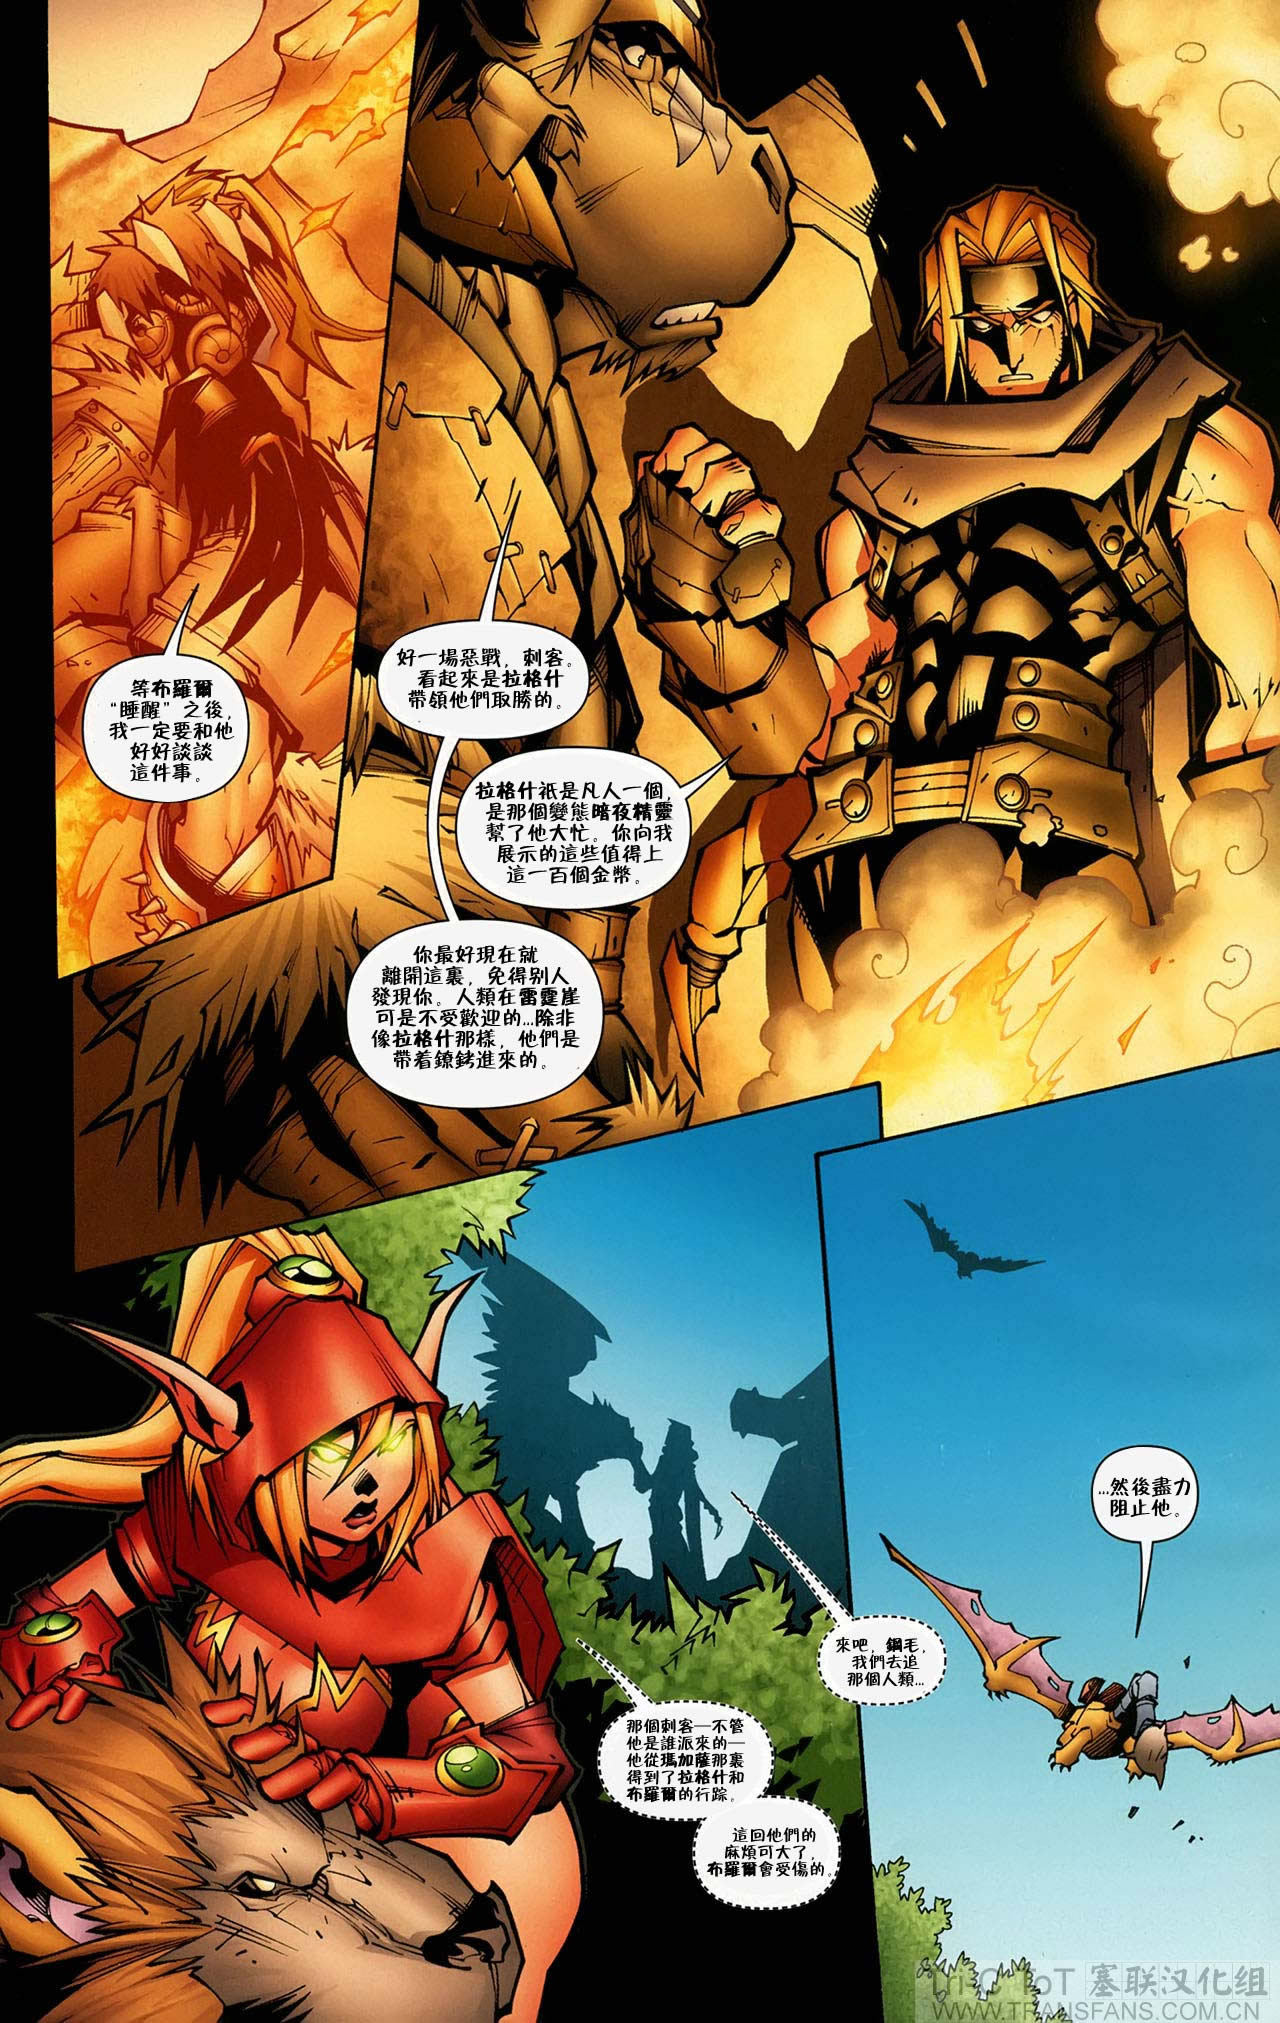 等布羅爾
“睡醒”之後，
我一定要和他
好好談談
這件事。
好一場惡戰，刺客。
看起來是拉格什
帶領他們取勝的。
拉格什祇是凡人一個，
是那個變態暗夜精靈
幫了他大忙。你向我
展示的這些值得上
這一百個金幣。
你最好現在就
離開這裏，免得别人
發現你。人類在雷霆崖
可是不受歡迎的...除非
像拉格什那樣，他們是
帶着鐐銬進來的。
來吧，鋼毛，
我們去追
那個人類...
那個刺客—不管
他是誰派來的—
他從瑪加薩那裏
得到了拉格什和
布羅爾的行踪。
這回他們的
麻煩可大了，
布羅爾會受傷的。
...然後盡力
阻止他。
ToT 塞联汉化组
WWW.TRANSFANS.COM.CN